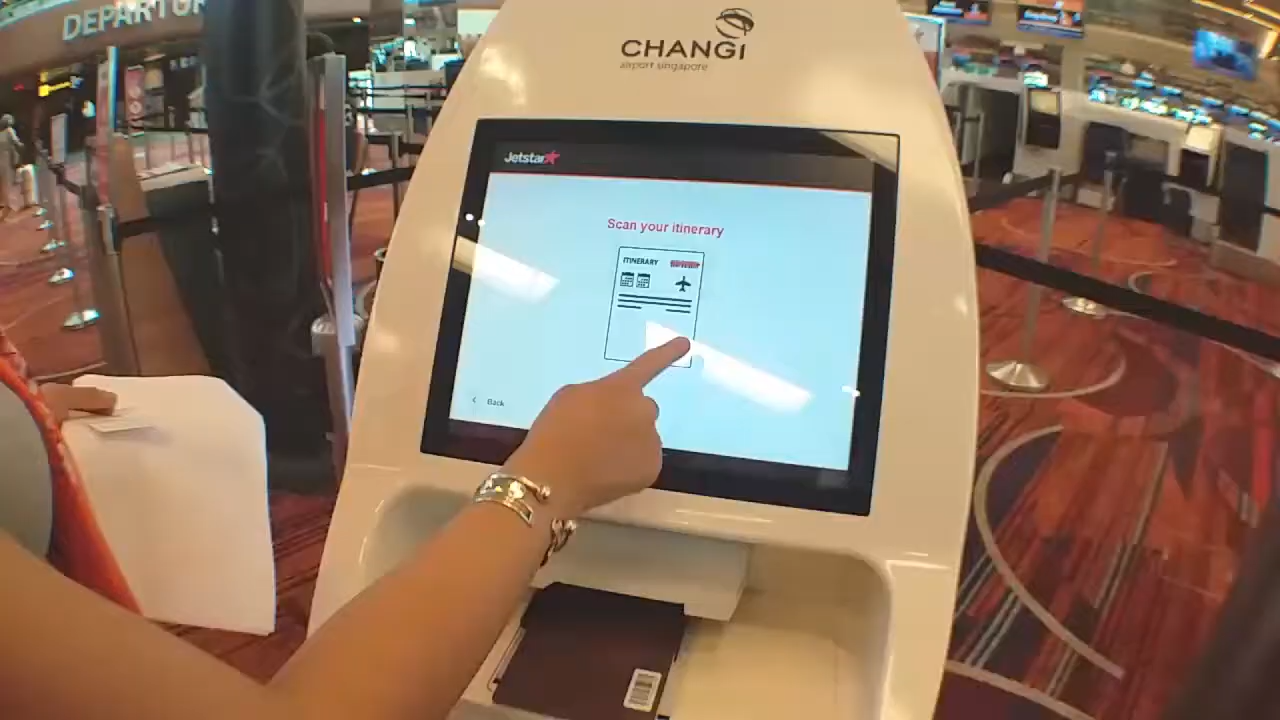 DEPARTUR
CHANGI
airport singapore
Jetstar
Scan your itinerary
ITINERARY
Back